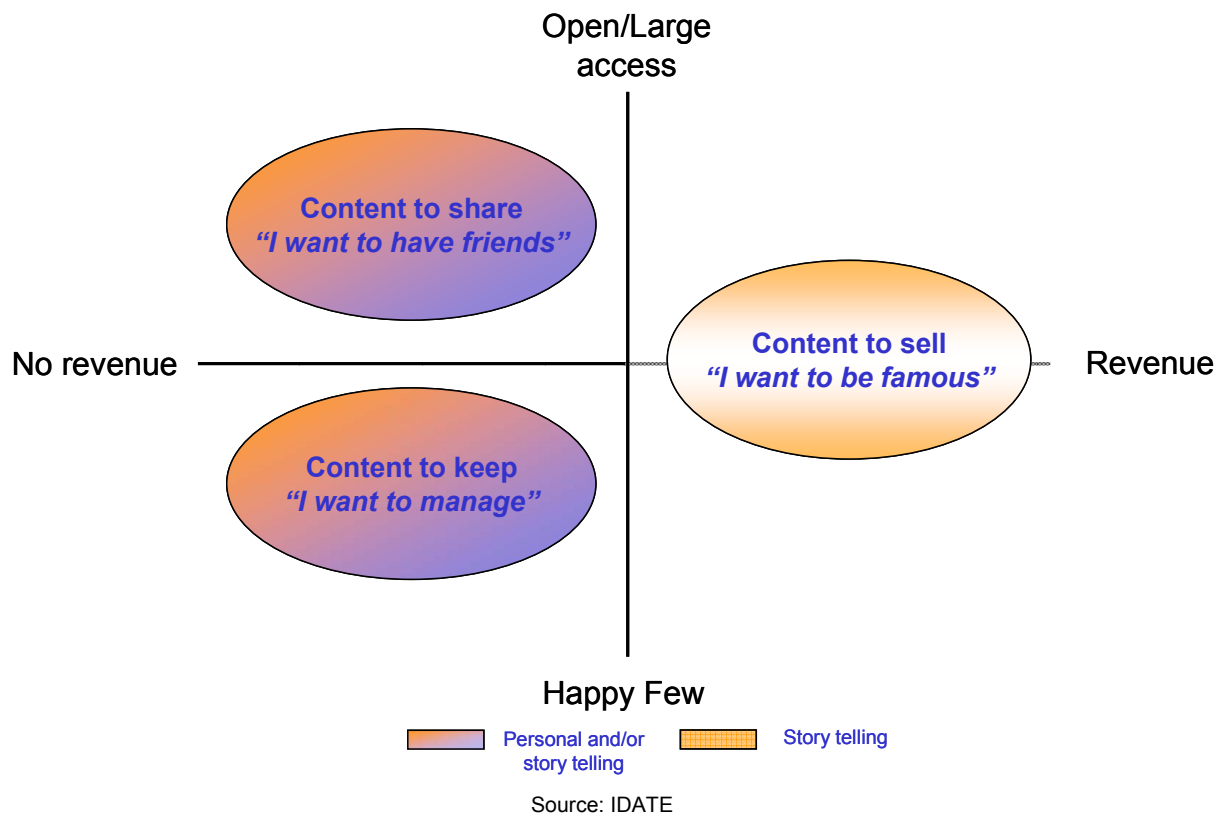 Open/Large
access
Content to share
“I want to have friends”
No revenue
Content to sell
“I want to be famous”
Revenue
Content to keep
“I want to manage”
Happy Few
Personal and/or
story telling
Story telling
Source: IDATE